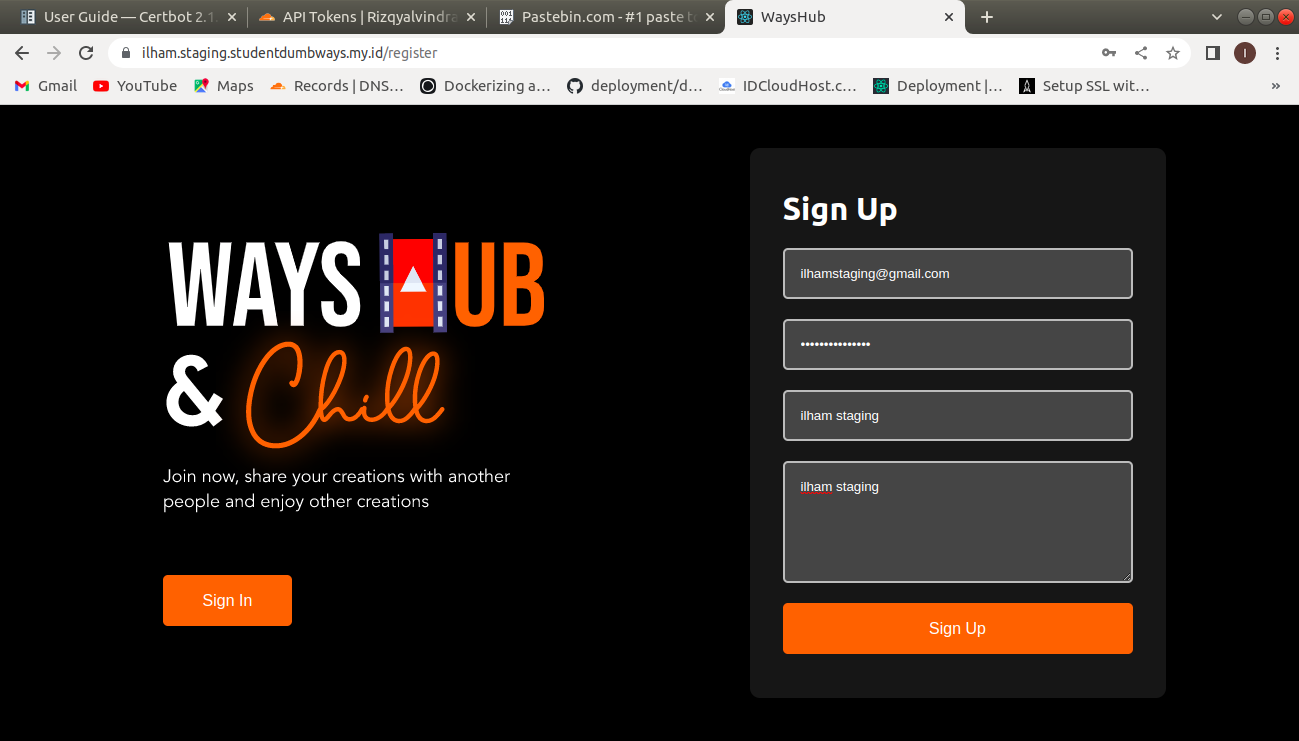 User Guide — Certbot 2.1.
API Tokens | Rizqyalvindra
Pastebin.com - #1 paste to
WaysHub
ilham.staging.studentdumbways.my.id/register
I
Gmail
YouTube
Maps
Records | DNS…
Dockerizing a…
deployment/d…
IDCloudHost.c…
Deployment |…
Setup SSL wit…
»
WAYS HUB
& Chill
Join now, share your creations with another
people and enjoy other creations
Sign In
Sign Up
ilhamstaging@gmail.com
•••••••••••••••
ilham staging
ilham staging
Sign Up